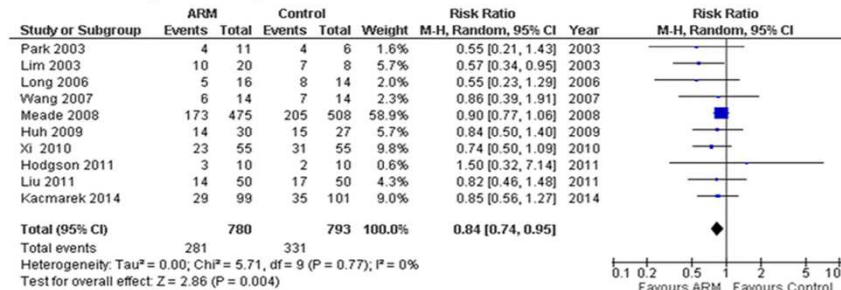 ARM Control Risk Ratio Risk Ratio
Study or Subgroup Events Total Events Total Weight M-H, Random, 95% CI Year M-H, Random, 95% CI
Park 2003 4 11 4 6 1.6% 0.55 [0.21, 1.43] 2003
Lim 2003 10 20 7 8 5.7% 0.57 [0.34, 0.95] 2003
Long 2006 5 16 8 14 2.0% 0.55 [0.23, 1.29] 2006
Wang 2007 6 14 7 14 2.4% 0.86 [0.39, 1.91] 2007
Meade 2008 173 475 205 508 58.9% 0.90 [0.77, 1.06] 2008
Huh 2009 14 30 15 27 5.6% 0.84 [0.50, 1.40] 2009
Xi 2010 23 55 31 55 9.8% 0.74 [0.50, 1.09] 2010
Hodgson 2011 3 10 2 10 0.6% 1.50 [0.32, 7.14] 2011
Liu 2011 14 50 17 50 4.3% 0.82 [0.46, 1.48] 2011
Kacmarek 2014 29 99 35 101 9.0% 0.85 [0.56, 1.27] 2014
Total (95% CI) 780 793 100.0% 0.84 [0.74, 0.95]
Total events 281 331
Heterogeneity: Tau² = 0.00; Chi² = 5.71, df = 9 (P = 0.77); I² = 0%
Test for overall effect: Z = 2.86 (P = 0.004)
0.1 0.2 0.5 1 2 5 10
Favours ARM Favours Control